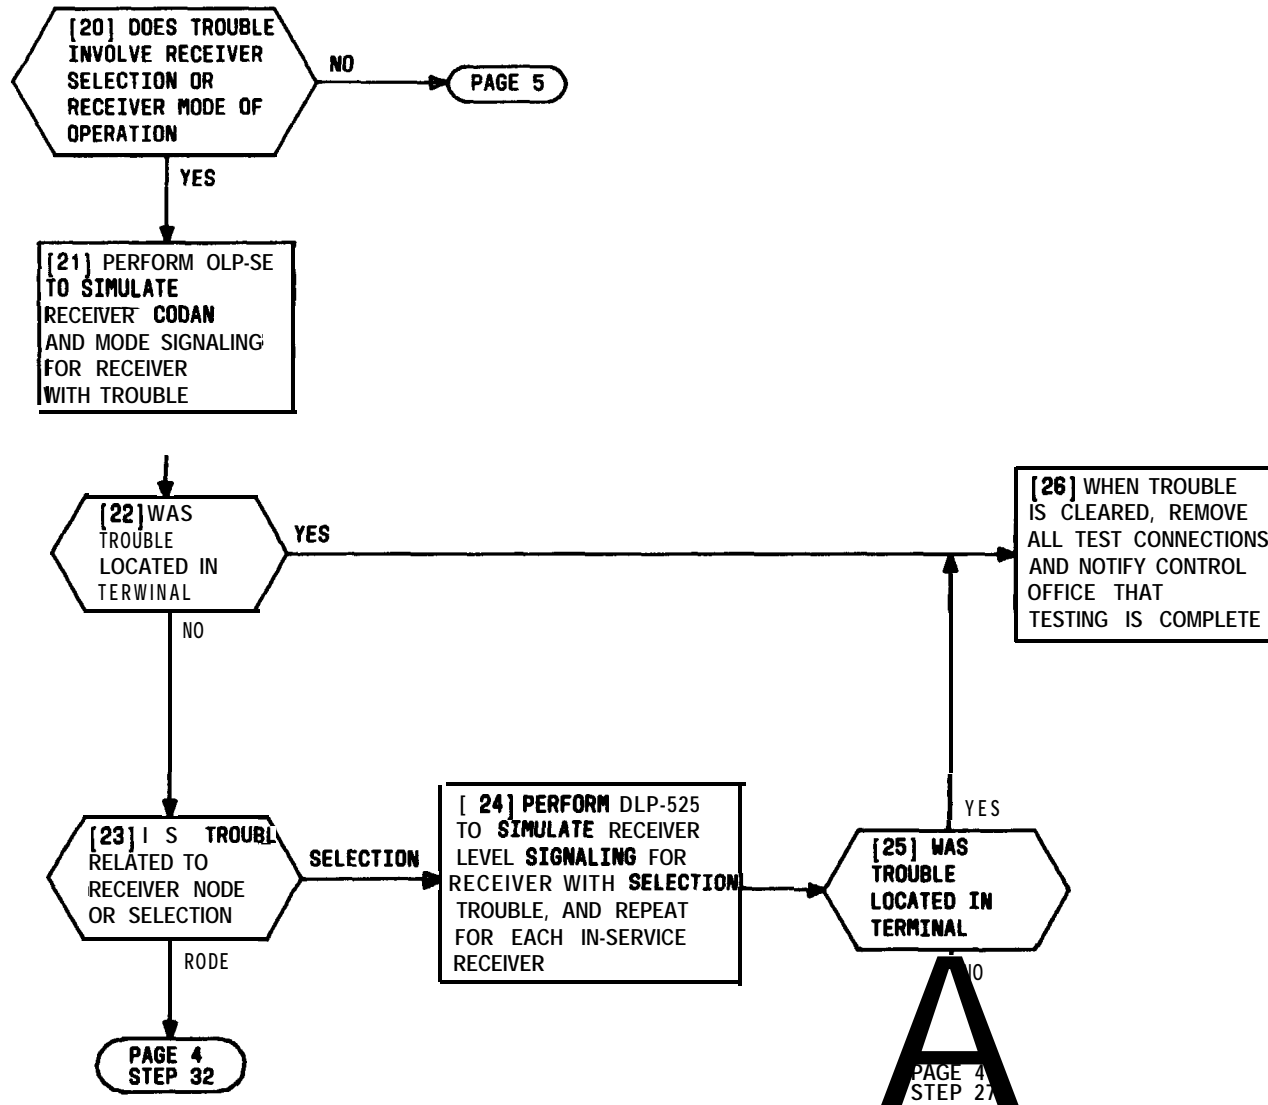 [20] DOES TROUBLE
INVOLVE RECEIVER
SELECTION OR
RECEIVER MODE OF
OPERATION
NO
PAGE 5
YES
[21] PERFORM OLP-SE
TO SIMULATE
RECEIVER CODAN
AND MODE SIGNALING
FOR RECEIVER
WITH TROUBLE
[22] WAS
TROUBLE
LOCATED IN
TERWINAL
YES
NO
[26] WHEN TROUBLE
IS CLEARED, REMOVE
ALL TEST CONNECTIONS
AND NOTIFY CONTROL
OFFICE THAT
TESTING IS COMPLETE
[23] I S TROUBL
RELATED TO
RECEIVER NODE
OR SELECTION
SELECTION
RODE
PAGE 4
STEP 32
[ 24] PERFORM DLP-525
TO SIMULATE RECEIVER
LEVEL SIGNALING FOR
RECEIVER WITH SELECTION
TROUBLE, AND REPEAT
FOR EACH IN-SERVICE
RECEIVER
YES
[25] WAS
TROUBLE
LOCATED IN
TERMINAL
NO
A
PAGE 4
STEP 27